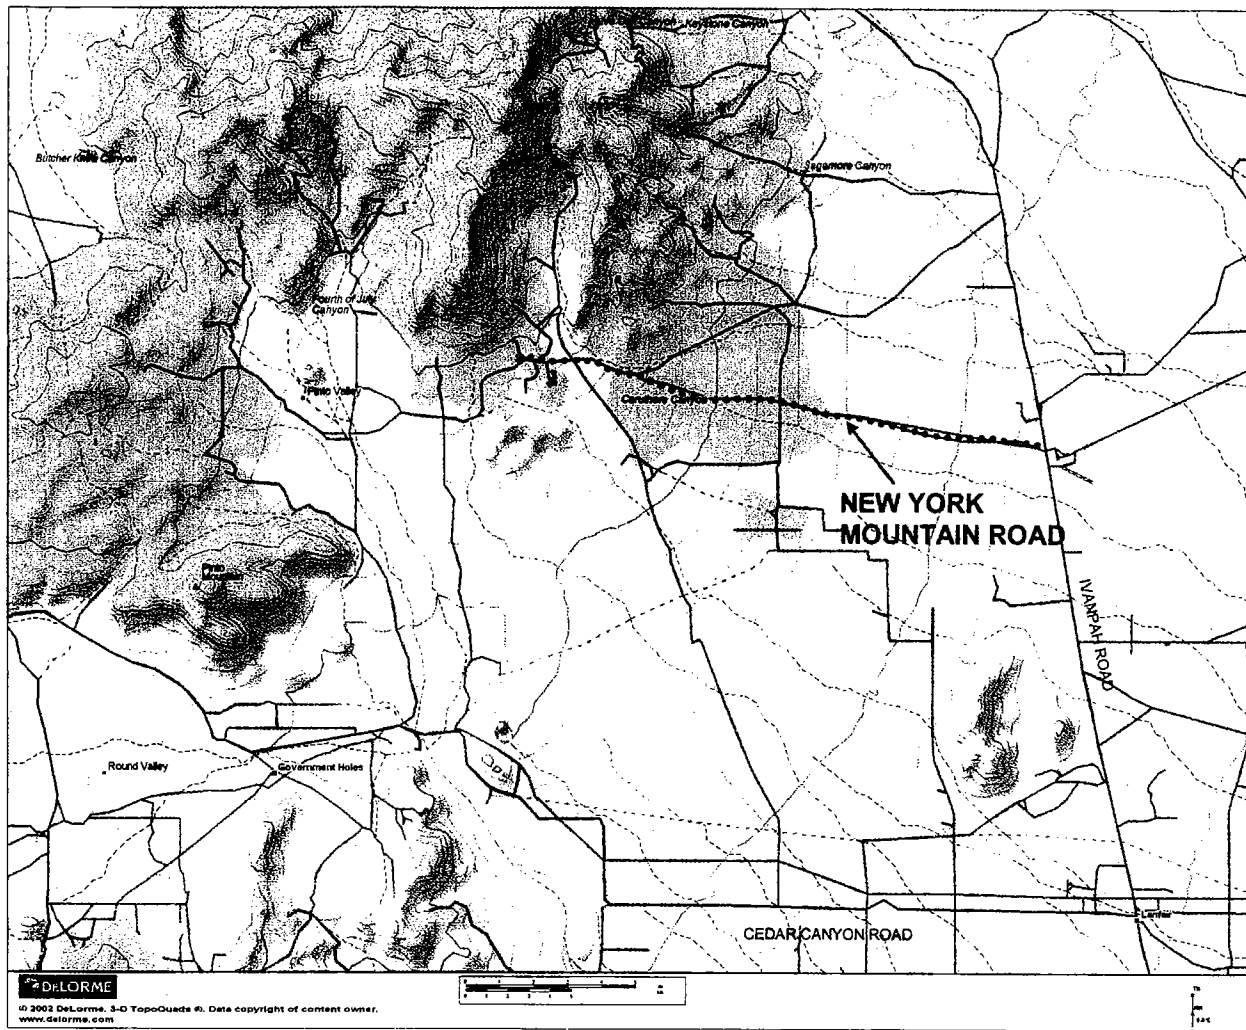 Keystone Canyon
Butcher Knife Canyon
Sagamore Canyon
Fourth of July
Canyon
Pinto Valley
NEW YORK
MOUNTAIN ROAD
Pinto
Mountain
IVANPAH ROAD
Round Valley
Government Holes
CEDAR CANYON ROAD
Lanfair
DELORME
© 2002 DeLorme. 3-D TopoQuads ®. Data copyright of content owner.
www.delorme.com